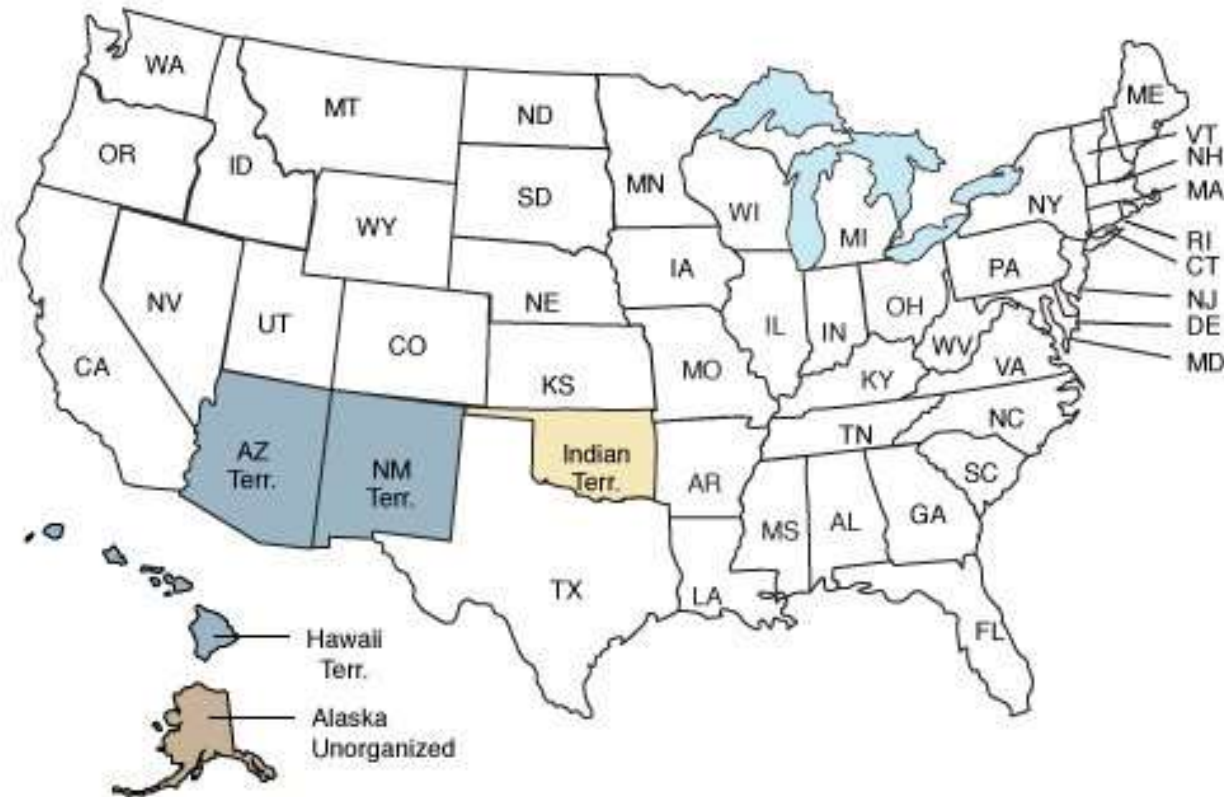 WA
MT
ND
ME
OR
ID
MN
VT
NH
SD
WI
MA
WY
NY
MI
RI
IA
PA
CT
NE
NJ
NV
OH
UT
IL
IN
DE
CO
WV
MD
CA
MO
VA
KS
KY
NC
TN
AZ
Terr.
Indian
Terr.
NM
Terr.
SC
AR
GA
MS
AL
TX
LA
FL
Hawaii
Terr.
Alaska
Unorganized